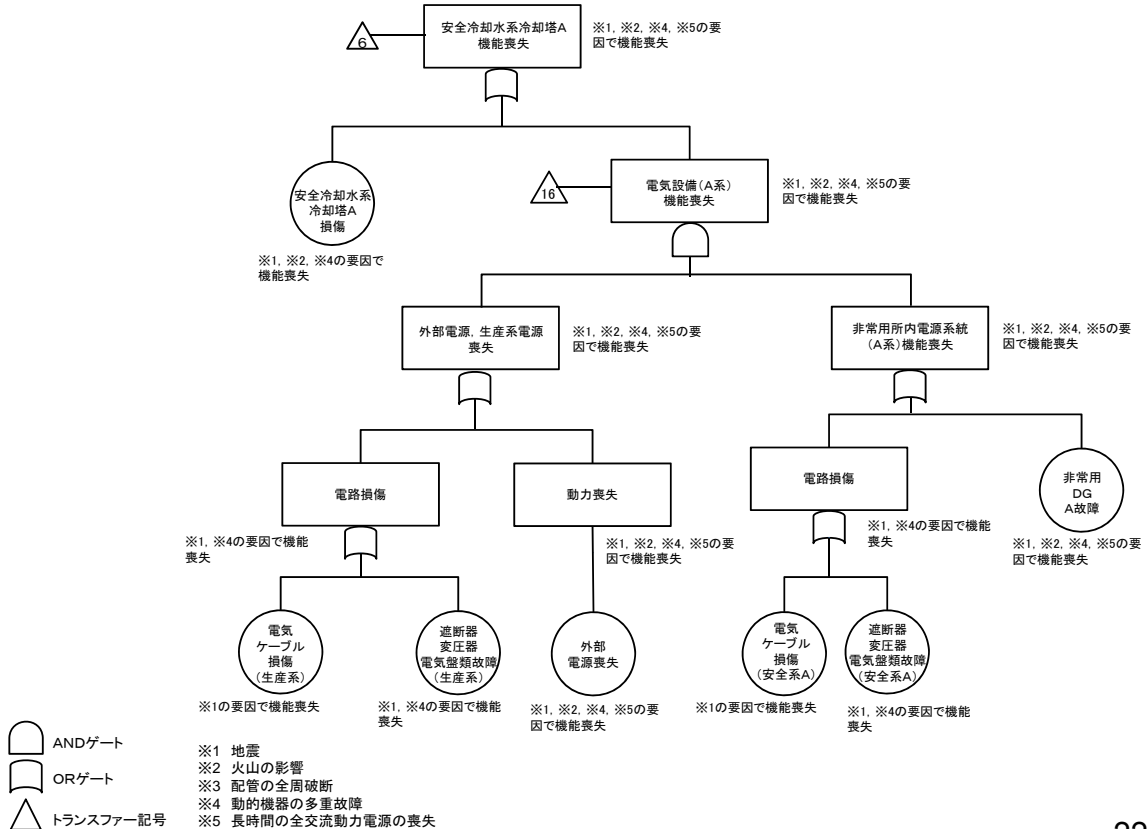 安全冷却水系冷却塔A
機能喪失
※1, ※2, ※4, ※5の要
因で機能喪失
6
安全冷却水系
冷却塔A
損傷
※1, ※2, ※4の要因で
機能喪失
16
電気設備(A系)
機能喪失
※1, ※2, ※4, ※5の要
因で機能喪失
外部電源, 生産系電源
喪失
※1, ※2, ※4, ※5の要
因で機能喪失
非常用所内電源系統
(A系)機能喪失
※1, ※2, ※4, ※5の要
因で機能喪失
電路損傷
※1, ※4の要因で機能
喪失
動力喪失
※1, ※2, ※4, ※5の要
因で機能喪失
電路損傷
※1, ※4の要因で機能
喪失
非常用
DG
A故障
※1, ※2, ※4, ※5の要
因で機能喪失
電気
ケーブル
損傷
(生産系)
※1の要因で機能喪失
遮断器
変圧器
電気盤類故障
(生産系)
※1, ※4の要因で機能
喪失
外部
電源喪失
※1, ※2, ※4, ※5の要
因で機能喪失
電気
ケーブル
損傷
(安全系A)
※1の要因で機能喪失
遮断器
変圧器
電気盤類故障
(安全系A)
※1, ※4の要因で機能
喪失
ANDゲート
ORゲート
トランスファー記号
※1 地震
※2 火山の影響
※3 配管の全周破断
※4 動的機器の多重故障
※5 長時間の全交流動力電源の喪失